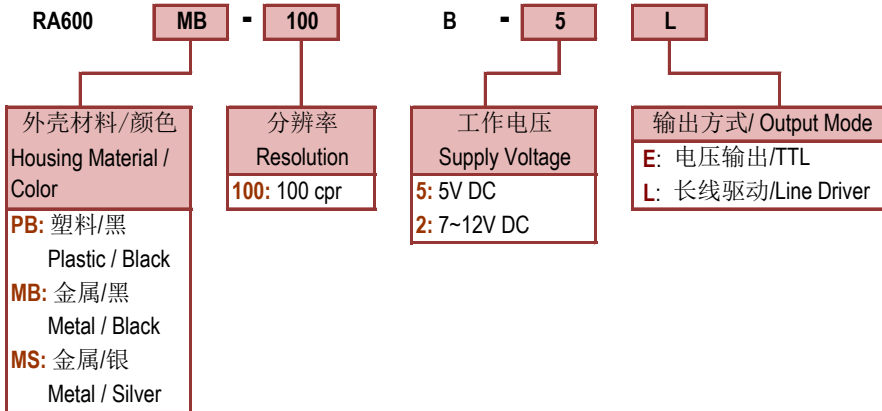 RA600 MB - 100 B - 5 L
外壳材料/颜色
Housing Material /
Color
PB: 塑料/黑
Plastic / Black
MB: 金属/黑
Metal / Black
MS: 金属/银
Metal / Silver
分辨率
Resolution
100: 100 cpr
工作电压
Supply Voltage
5: 5V DC
2: 7~12V DC
输出方式/ Output Mode
E: 电压输出/TTL
L: 长线驱动/Line Driver